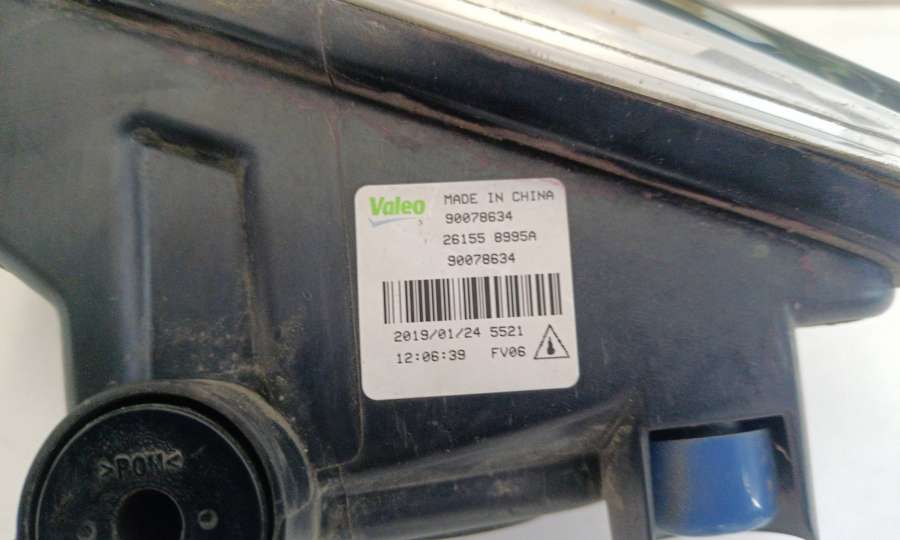 Valeo MADE IN CHINA
90078634
26155 8995A
90078634
2019/01/24 5521
12:06:39 FV06
>POM<